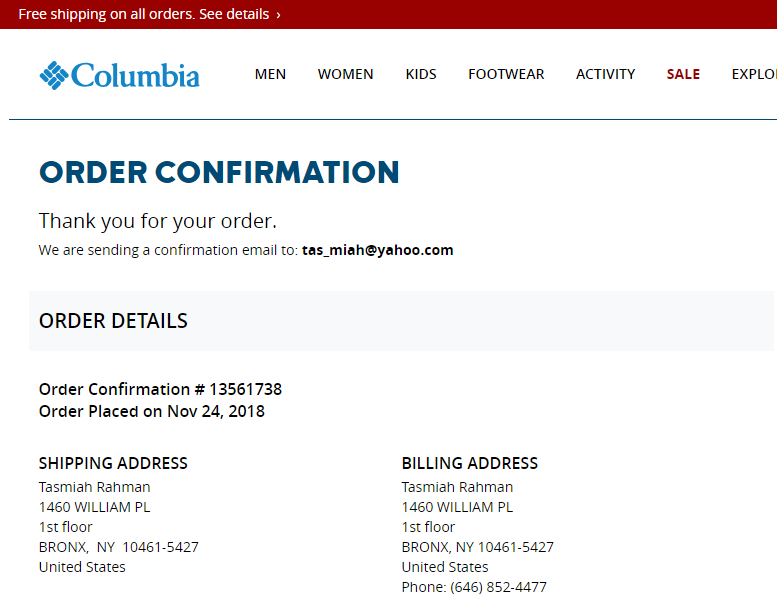 Free shipping on all orders. See details ›
Columbia MEN WOMEN KIDS FOOTWEAR ACTIVITY SALE EXPLO
ORDER CONFIRMATION
Thank you for your order.
We are sending a confirmation email to: tas_miah@yahoo.com
ORDER DETAILS
Order Confirmation # 13561738
Order Placed on Nov 24, 2018
SHIPPING ADDRESS
Tasmiah Rahman
1460 WILLIAM PL
1st floor
BRONX, NY 10461-5427
United States
BILLING ADDRESS
Tasmiah Rahman
1460 WILLIAM PL
1st floor
BRONX, NY 10461-5427
United States
Phone: (646) 852-4477